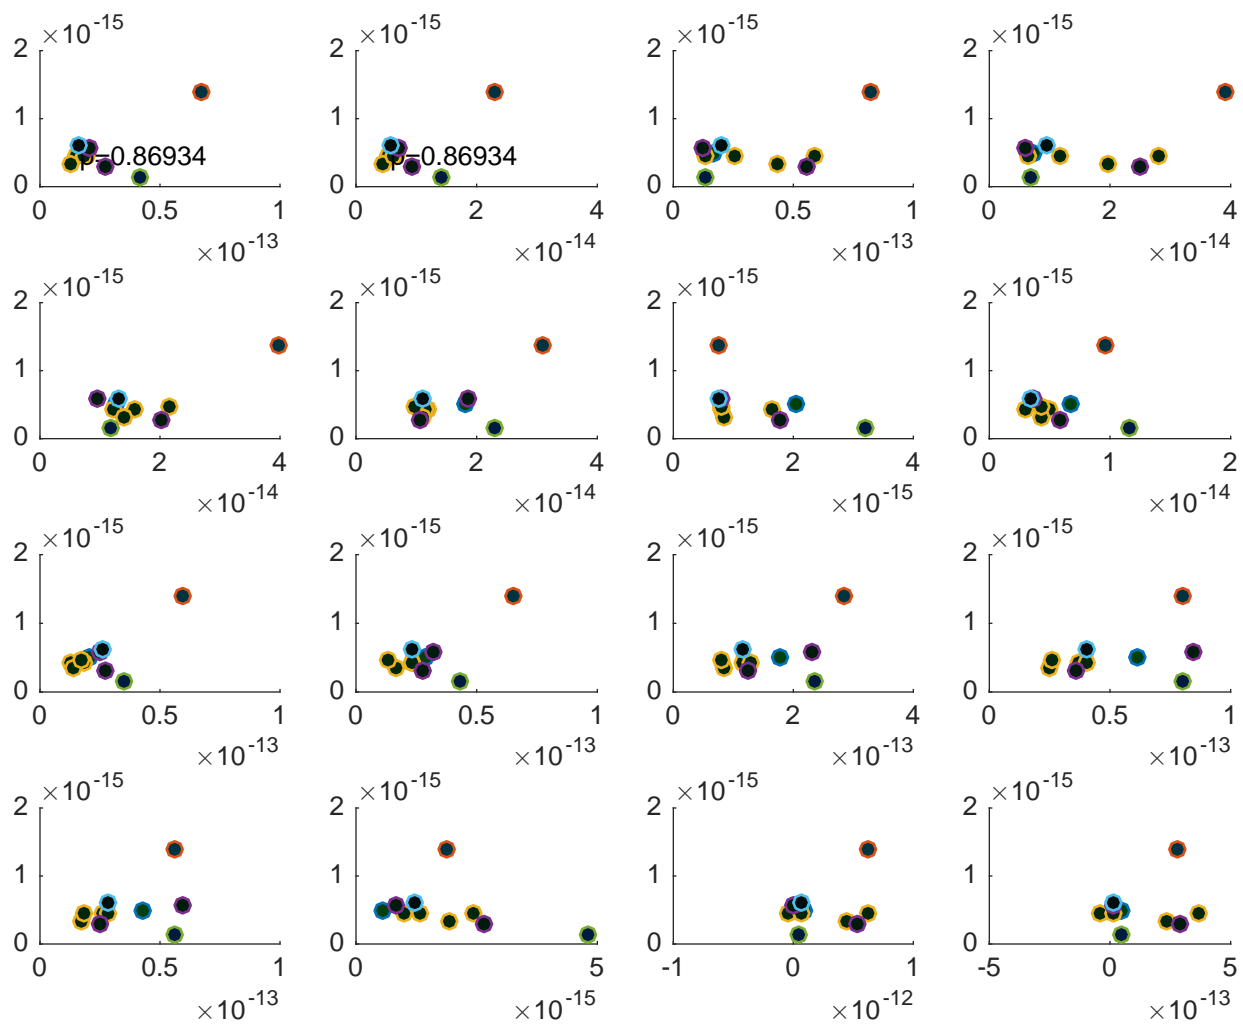 ×10-15 ×10-15 ×10-15 ×10-15
2 2 2 2
1 1 1 1
p=0.86934 p=0.86934
0 0 0 0
0 0.5 1 0 2 4 0 0.5 1 0 2 4
×10-13 ×10-14 ×10-13 ×10-14
×10-15 ×10-15 ×10-15 ×10-15
2 2 2 2
1 1 1 1
0 0 0 0
0 2 4 0 2 4 0 2 4 0 1 2
×10-14 ×10-14 ×10-15 ×10-14
×10-15 ×10-15 ×10-15 ×10-15
2 2 2 2
1 1 1 1
0 0 0 0
0 0.5 1 0 0.5 1 0 2 4 0 0.5 1
×10-13 ×10-13 ×10-13 ×10-13
×10-15 ×10-15 ×10-15 ×10-15
2 2 2 2
1 1 1 1
0 0 0 0
0 0.5 1 0 5 -1 0 1 -5 0 5
×10-13 ×10-15 ×10-12 ×10-13